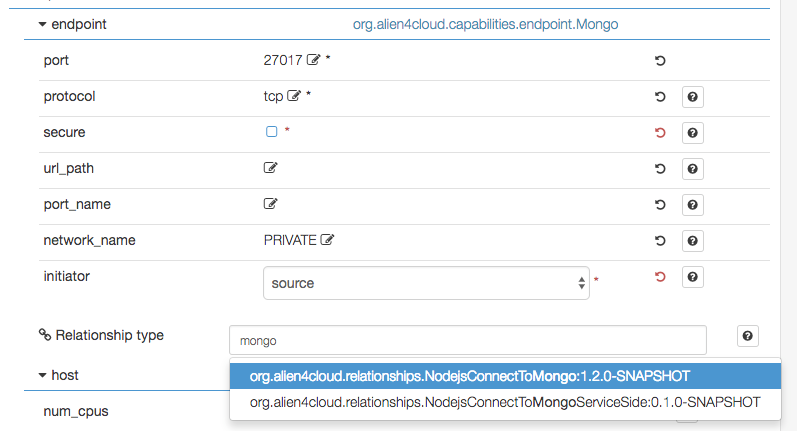 endpoint org.alien4cloud.capabilities.endpoint.Mongo
port 27017 *
protocol tcp *
secure *
url_path
port_name
network_name PRIVATE
initiator source *
Relationship type mongo
org.alien4cloud.relationships.NodejsConnectToMongo:1.2.0-SNAPSHOT
host
org.alien4cloud.relationships.NodejsConnectToMongoServiceSide:0.1.0-SNAPSHOT
num_cpus